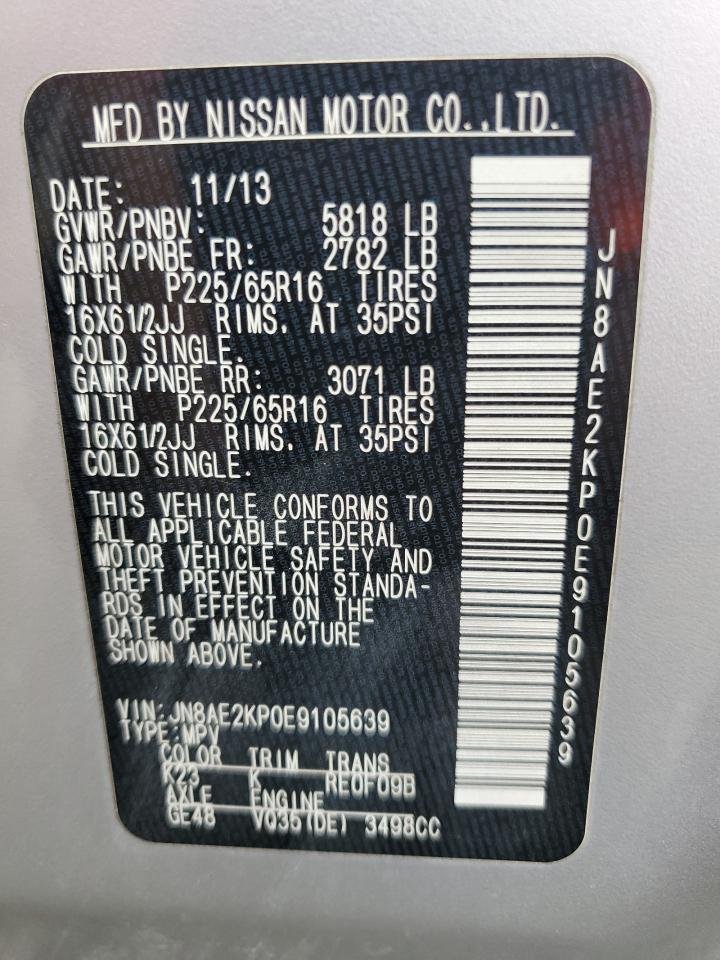 MFD BY NISSAN MOTOR CO.,LTD.
DATE: 11/13
GVWR/PNBV: 5818 LB
GAWR/PNBE FR: 2782 LB
WITH P225/65R16 TIRES
16X61/2JJ RIMS. AT 35PSI
COLD SINGLE.
GAWR/PNBE RR: 3071 LB
WITH P225/65R16 TIRES
16X61/2JJ RIMS. AT 35PSI
COLD SINGLE.
THIS VEHICLE CONFORMS TO
ALL APPLICABLE FEDERAL
MOTOR VEHICLE SAFETY AND
THEFT PREVENTION STANDA-
RDS IN EFFECT ON THE
DATE OF MANUFACTURE
SHOWN ABOVE.
VIN:JN8AE2KP0E9105639
TYPE:MPV
COLOR TRIM TRANS
K23 K RE0F09B
AXLE ENGINE
GE48 VQ35(DE) 3498CC
JN8AE2KP0E9105639